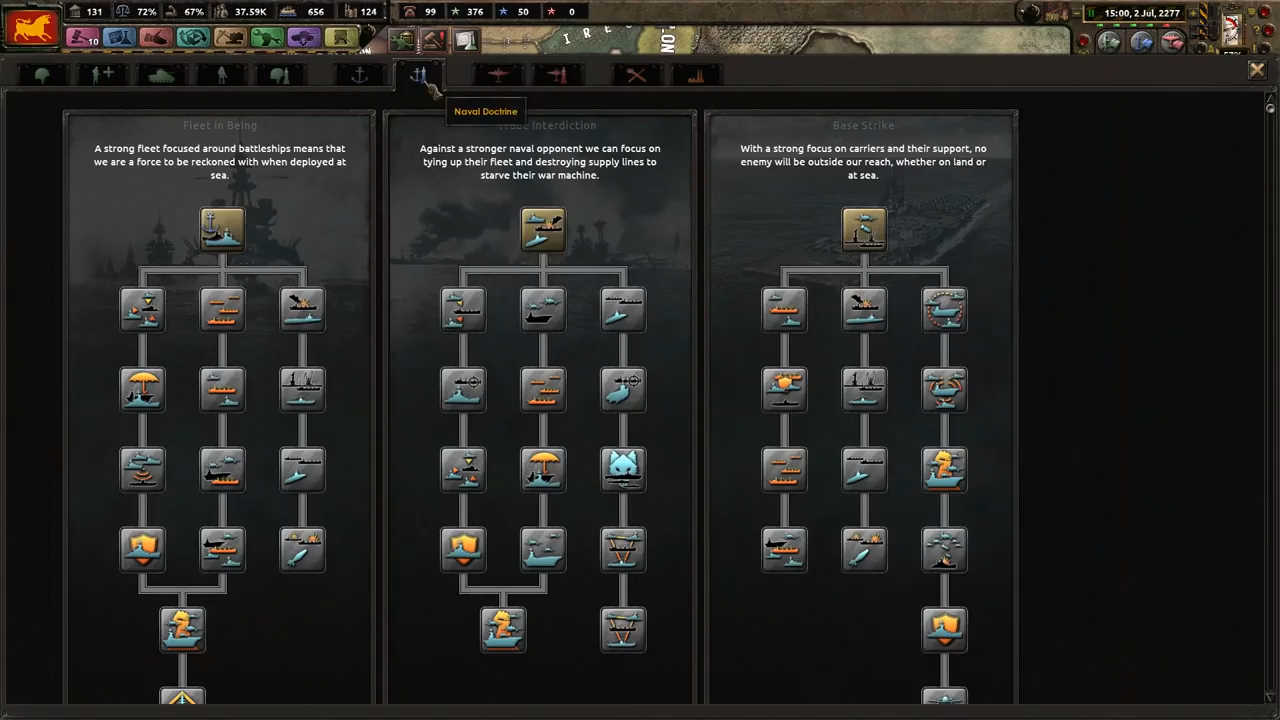 131 72% 67% 37.59K 656 124 99 376 50 0 15:00, 2 Jul, 2277
10
I R E
NO
Naval Doctrine
Fleet in Being
Interdiction
Base Strike
A strong fleet focused around battleships means that
we are a force to be reckoned with when deployed at
sea.
Against a stronger naval opponent we can focus on
tying up their fleet and destroying supply lines to
starve their war machine.
With a strong focus on carriers and their support, no
enemy will be outside our reach, whether on land or
at sea.